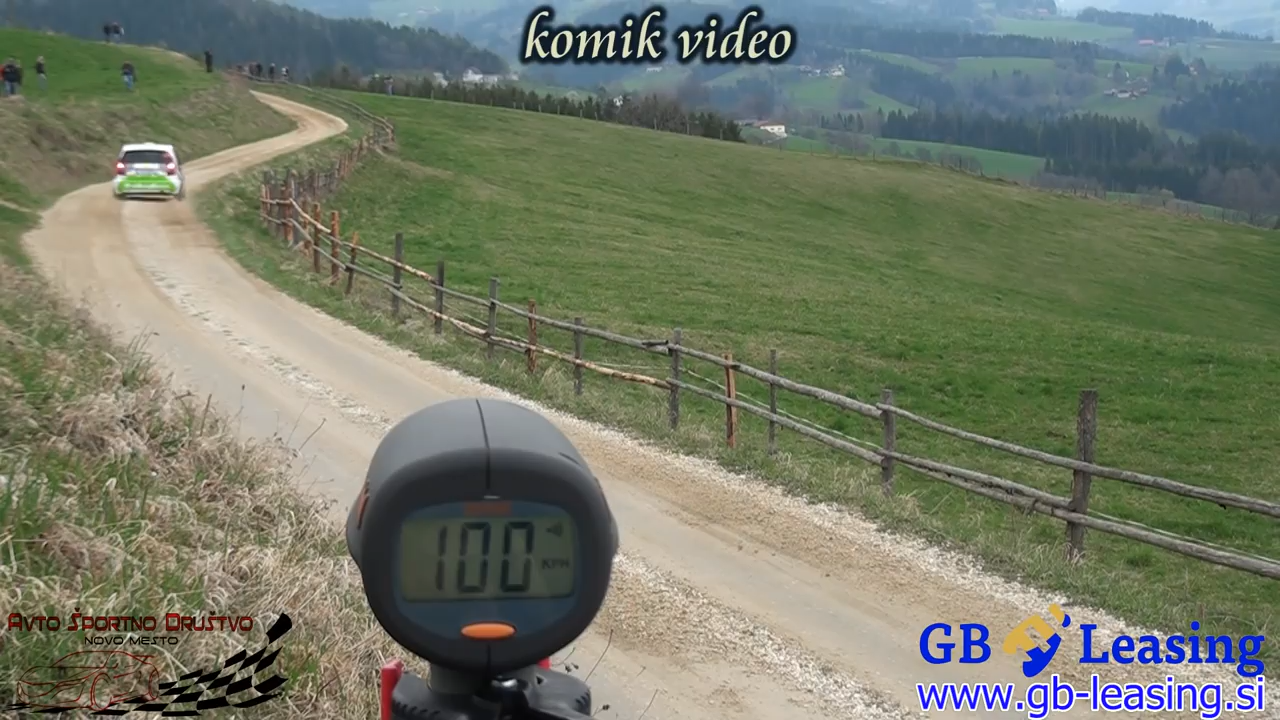 komik video
100
KPH
Avto Športno Društvo
Novo mesto
GB Leasing
www.gb-leasing.si